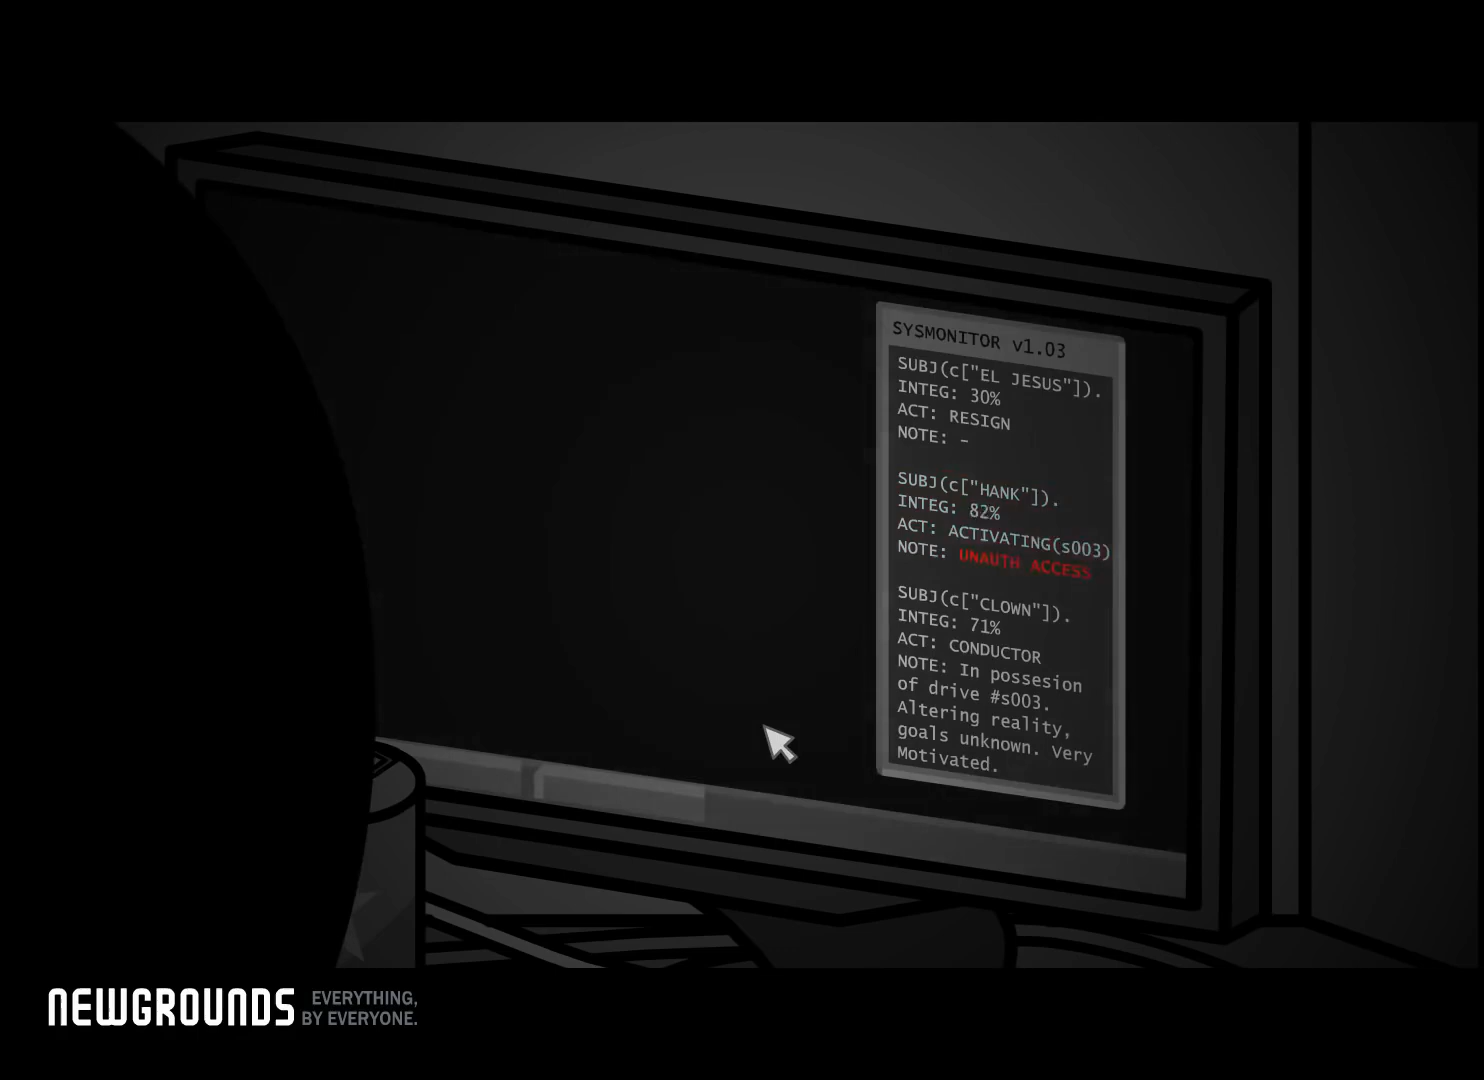 SYSMONITOR v1.03
SUBJ(c["EL JESUS"]).
INTEG: 30%
ACT: RESIGN
NOTE: -
SUBJ(c["HANK"]).
INTEG: 82%
ACT: ACTIVATING(s003)
NOTE: UNAUTH ACCESS
SUBJ(c["CLOWN"]).
INTEG: 71%
ACT: CONDUCTOR
NOTE: In possesion
of drive #s003.
Altering reality,
goals unknown. Very
Motivated.
NEWGROUNDS
EVERYTHING,
BY EVERYONE.